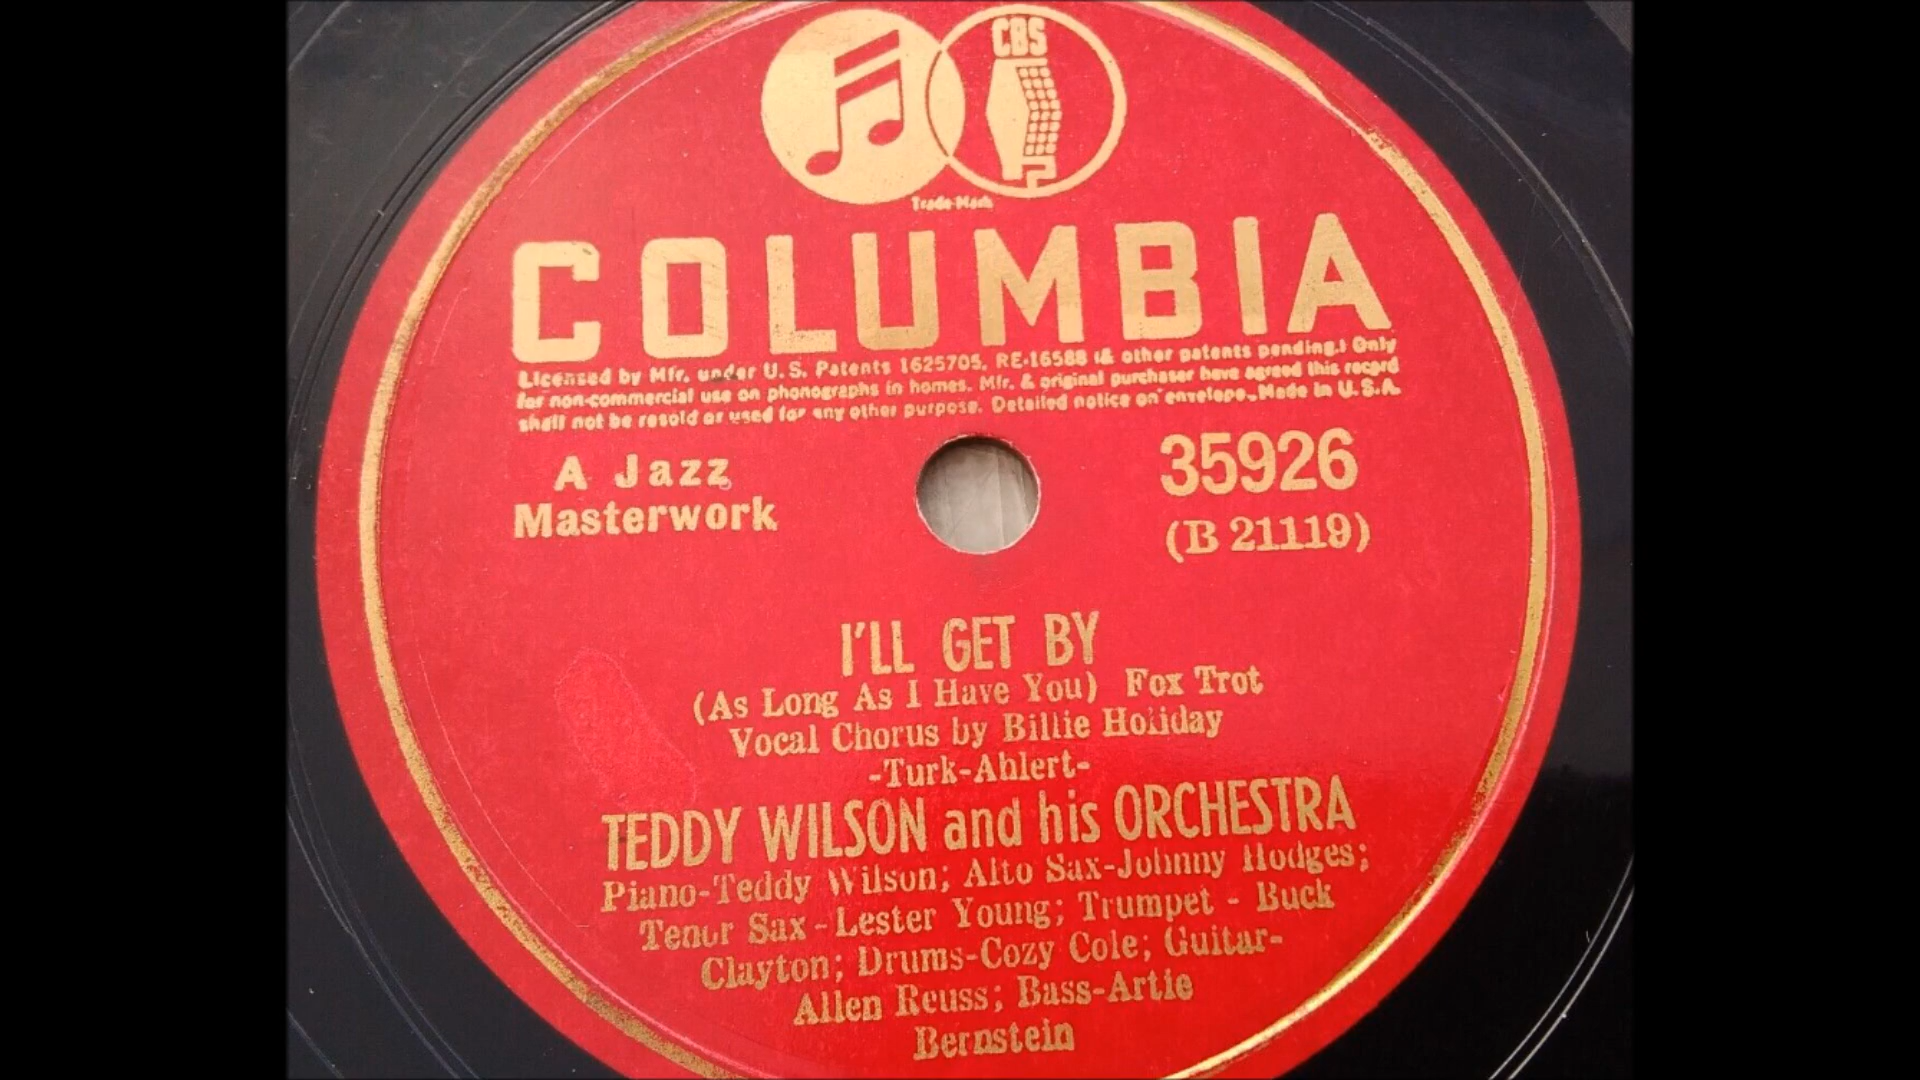 CBS
Trade Mark
COLUMBIA
Licensed by Mfr. under U.S. Patents 1625705, RE-16588 (& other patents pending.) Only
for non-commercial use on phonographs in homes. Mfr. & original purchaser have agreed this record
shall not be resold or used for any other purpose. Detailed notice on envelope. Made in U.S.A.
A Jazz
Masterwork
35926
(B 21119)
I'LL GET BY
(As Long As I Have You) Fox Trot
Vocal Chorus by Billie Holiday
-Turk-Ahlert-
TEDDY WILSON and his ORCHESTRA
Piano-Teddy Wilson; Alto Sax-Johnny Hodges;
Tenor Sax-Lester Young; Trumpet - Buck
Clayton; Drums-Cozy Cole; Guitar-
Allen Reuss; Bass-Artie
Bernstein